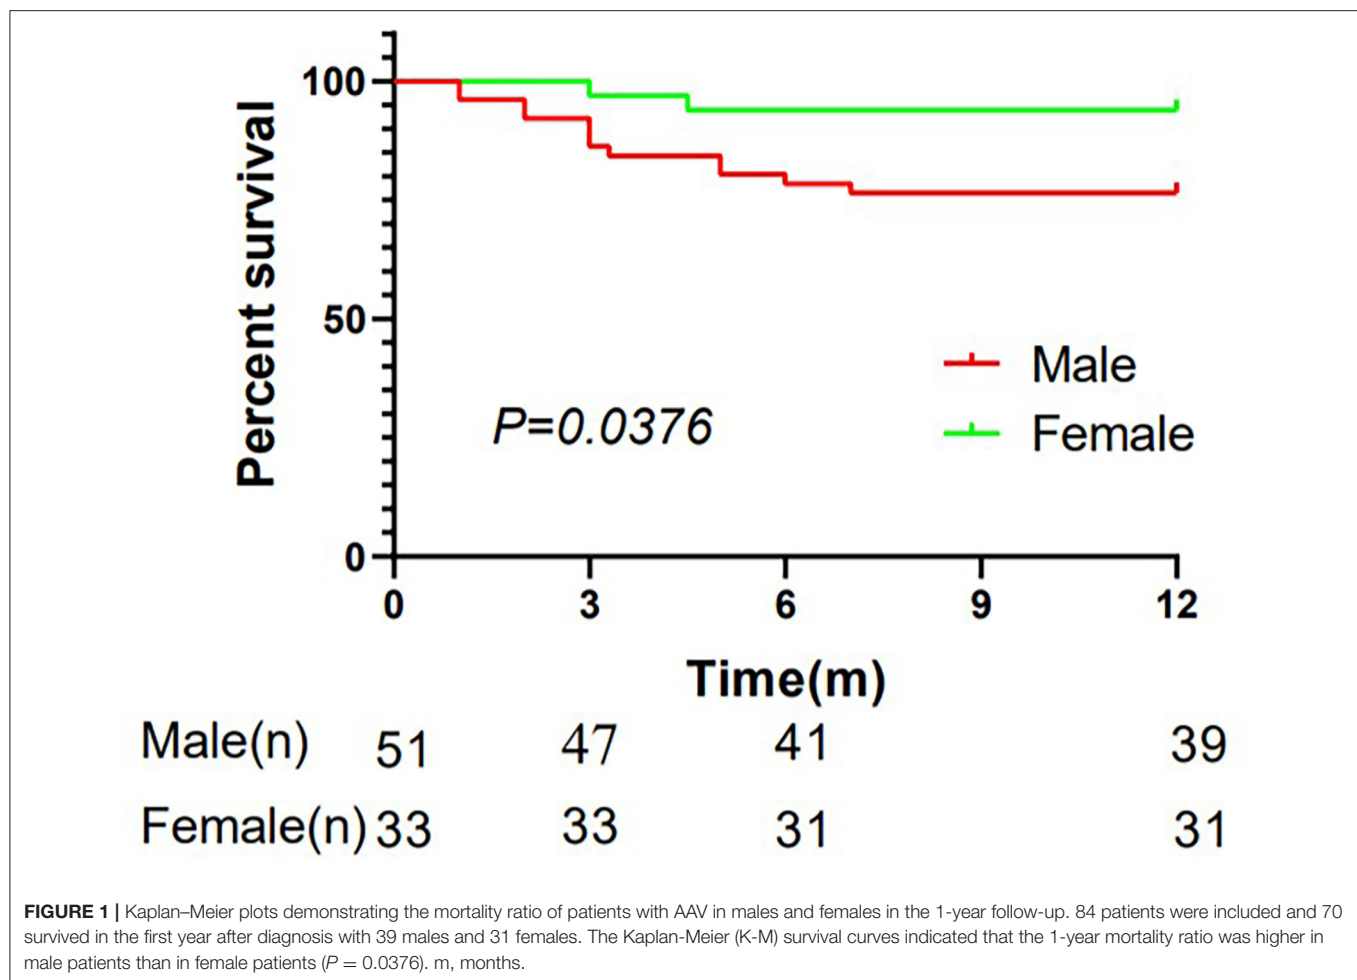 100
50
0
Percent survival
P=0.0376
Male
Female
0 3 6 9 12
Time(m)
Male(n) 51 47 41 39
Female(n) 33 33 31 31
FIGURE 1 | Kaplan–Meier plots demonstrating the mortality ratio of patients with AAV in males and females in the 1-year follow-up. 84 patients were included and 70
survived in the first year after diagnosis with 39 males and 31 females. The Kaplan-Meier (K-M) survival curves indicated that the 1-year mortality ratio was higher in
male patients than in female patients (P = 0.0376). m, months.